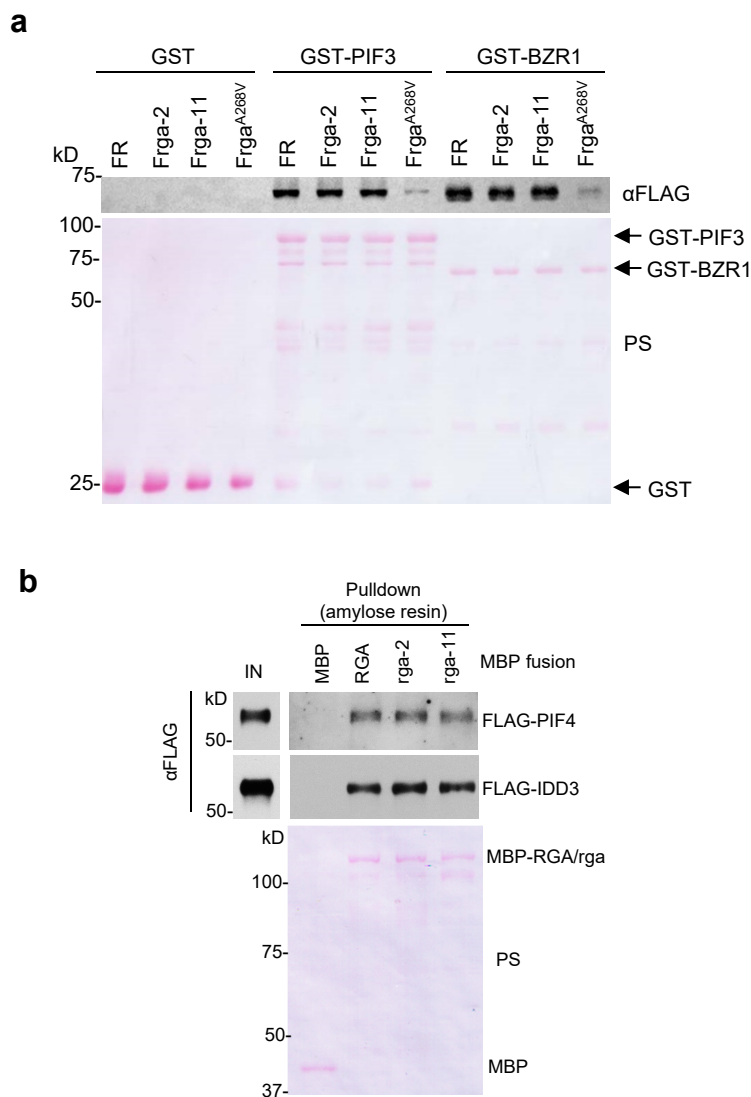 a
GST GST-PIF3 GST-BZR1
kD FR Frga-2 Frga-11 FrgaA268V FR Frga-2 Frga-11 FrgaA268V FR Frga-2 Frga-11 FrgaA268V
75-
αFLAG
100-
GST-PIF3
75-
GST-BZR1
50-
PS
25-
GST
b
Pulldown
(amylose resin)
IN MBP RGA rga-2 rga-11 MBP fusion
αFLAG
kD
FLAG-PIF4
50-
FLAG-IDD3
50-
kD
MBP-RGA/rga
100-
75-
PS
50-
MBP
37-